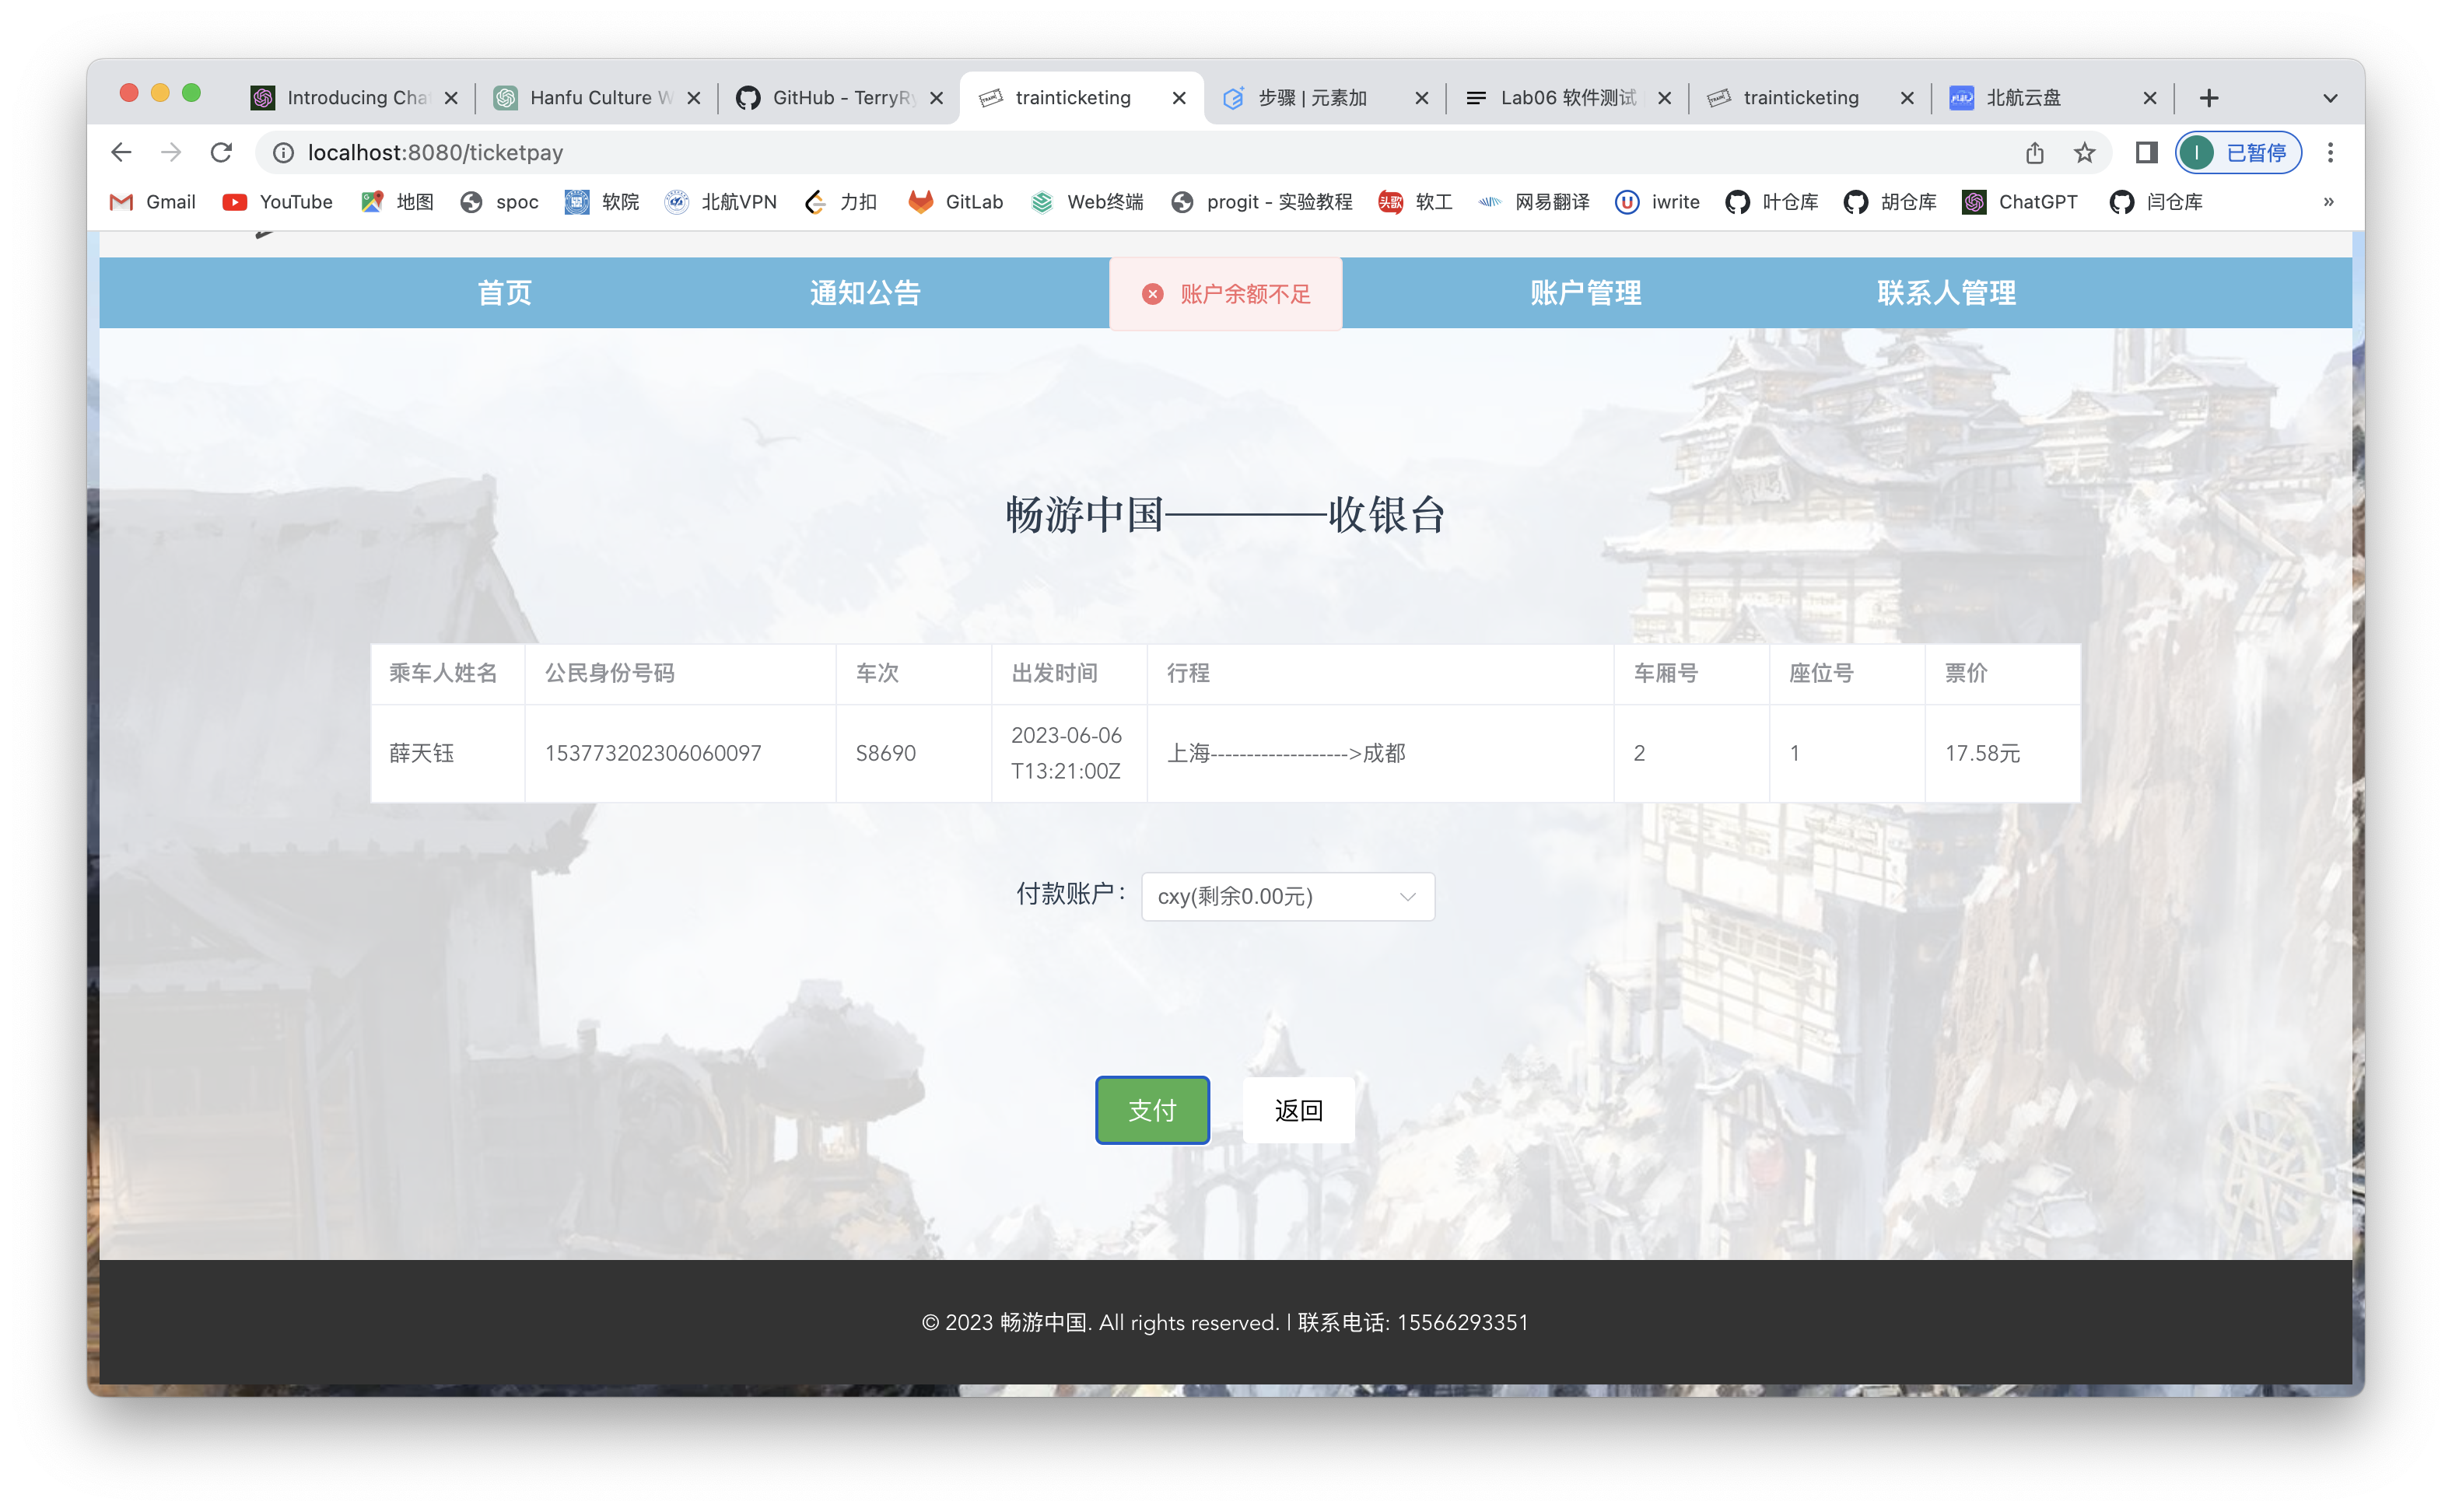 Introducing Cha
Hanfu Culture W
GitHub - TerryRy
trainticketing
步骤 | 元素加
Lab06 软件测试
trainticketing
北航云盘
localhost:8080/ticketpay
I
已暂停
Gmail
YouTube
地图
spoc
软院
北航VPN
力扣
GitLab
Web终端
progit - 实验教程
头歌
软工
网易翻译
iwrite
叶仓库
胡仓库
ChatGPT
闫仓库
»
首页
通知公告
账户余额不足
账户管理
联系人管理
畅游中国————收银台
乘车人姓名 公民身份号码 车次 出发时间 行程 车厢号 座位号 票价
薛天钰 153773202306060097 S8690 2023-06-06 上海------------------->成都 2 1 17.58元
T13:21:00Z
付款账户：
cxy(剩余0.00元)
支付
返回
© 2023 畅游中国. All rights reserved. | 联系电话: 15566293351